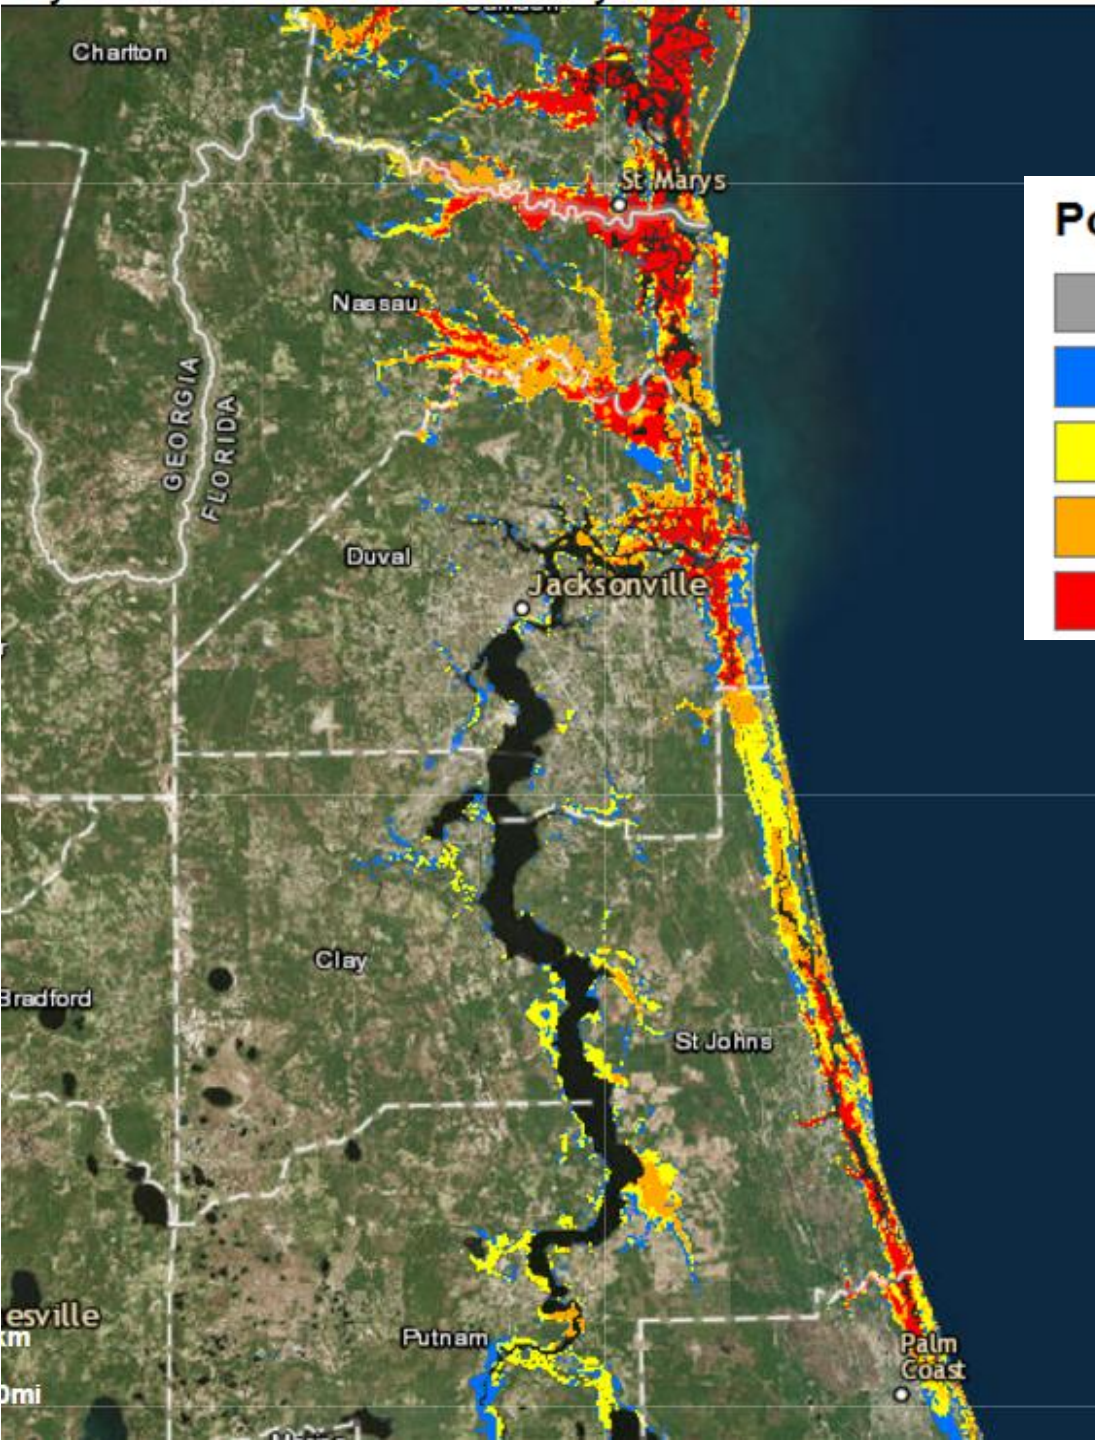 Charlton
St Marys
Po
Nassau
GEORGIA
FLORIDA
Duval
Jacksonville
Clay
Bradford
St Johns
esville
km
Putnam
0mi
Palm
Coast